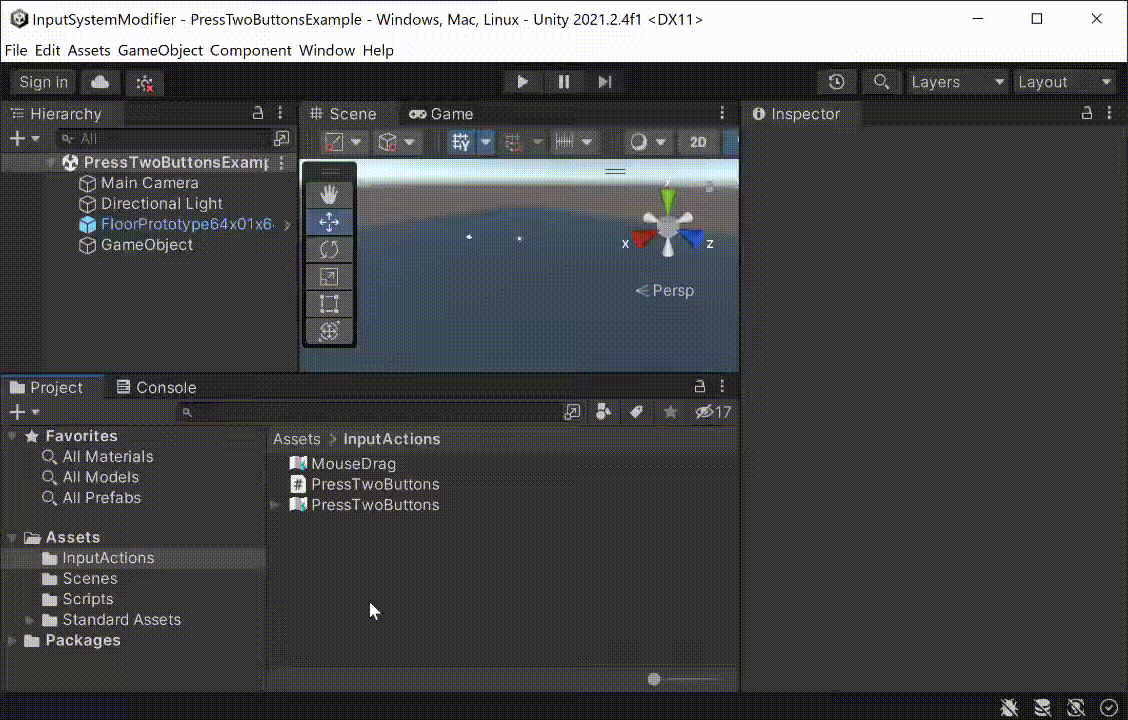 InputSystemModifier - PressTwoButtonsExample - Windows, Mac, Linux - Unity 2021.2.4f1 <DX11>
File Edit Assets GameObject Component Window Help
Sign in Layers Layout
Hierarchy
All
PressTwoButtonsExamp
Main Camera
Directional Light
FloorPrototype64x01x6
GameObject
Scene Game
2D
y
x z
Persp
Inspector
Project Console
17
Favorites
All Materials
All Models
All Prefabs
Assets
InputActions
Scenes
Scripts
Standard Assets
Packages
Assets > InputActions
MouseDrag
PressTwoButtons
PressTwoButtons